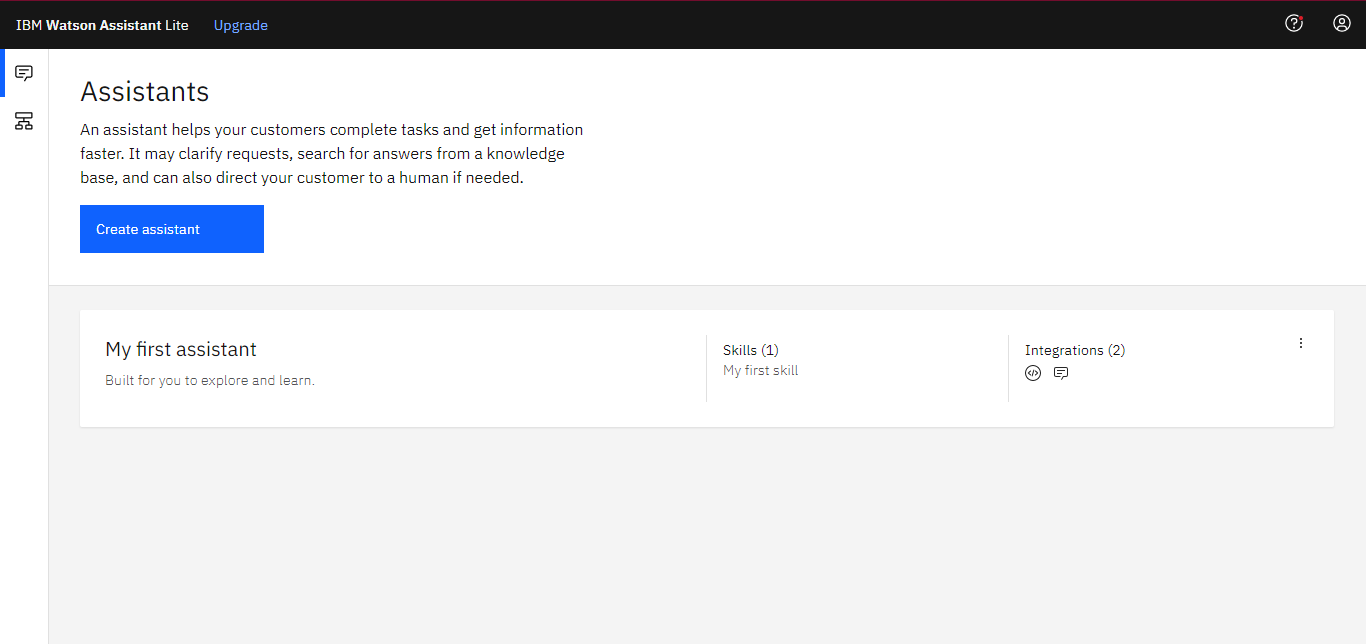 IBM Watson Assistant Lite Upgrade
Assistants
An assistant helps your customers complete tasks and get information
faster. It may clarify requests, search for answers from a knowledge
base, and can also direct your customer to a human if needed.
Create assistant
My first assistant
Built for you to explore and learn.
Skills (1)
My first skill
Integrations (2)